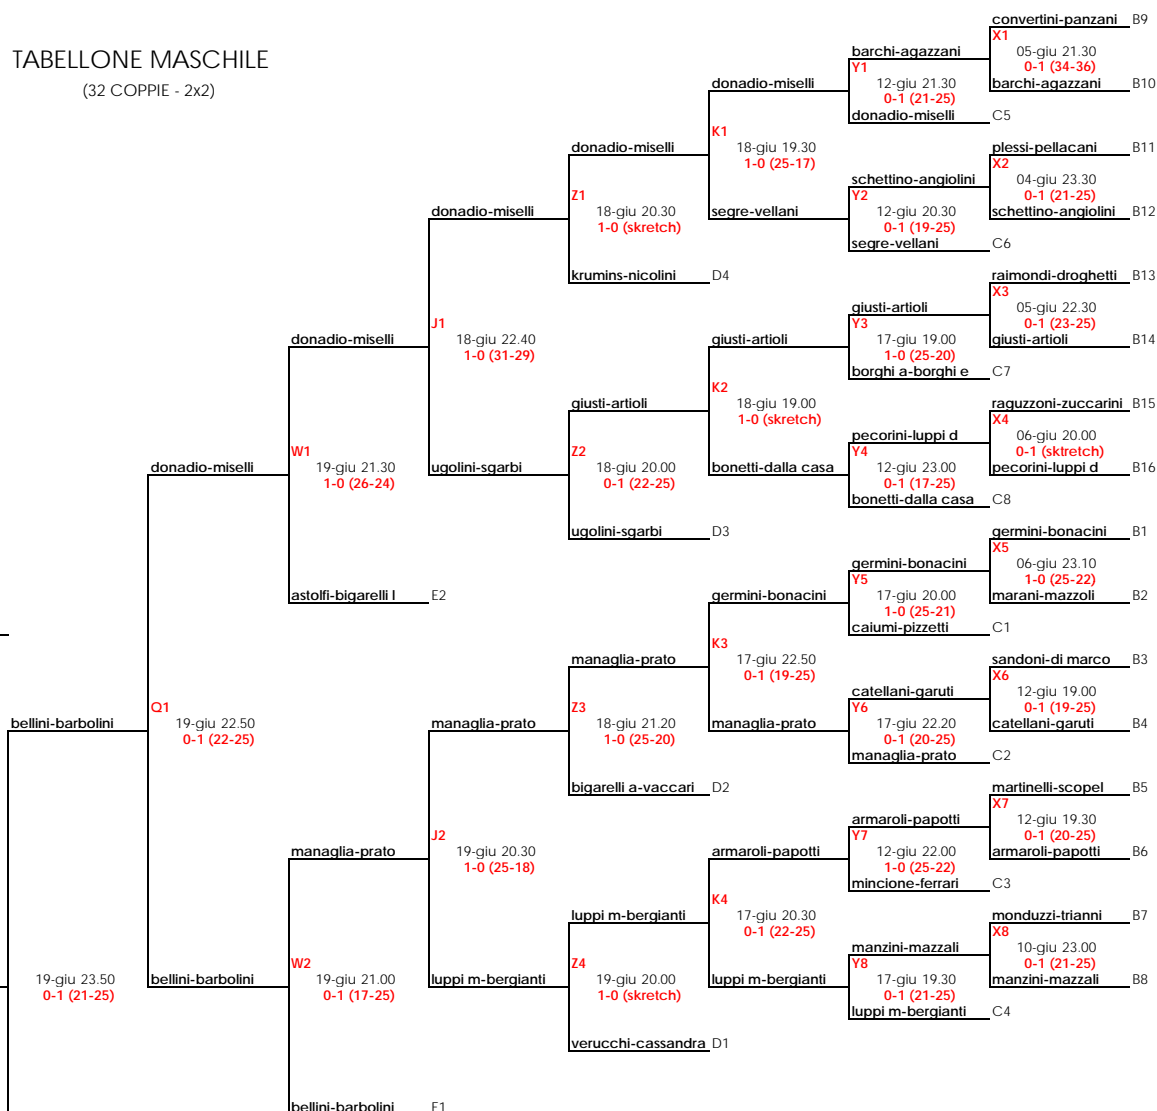 TABELLONE MASCHILE
(32 COPPIE - 2x2)
convertini-panzani B9
X1
05-giu 21.30
0-1 (34-36)
barchi-agazzani B10
barchi-agazzani
Y1
12-giu 21.30
0-1 (21-25)
donadio-miselli C5
donadio-miselli
K1
18-giu 19.30
1-0 (25-17)
plessi-pellacani B11
X2
04-giu 23.30
0-1 (21-25)
schettino-angiolini B12
schettino-angiolini
Y2
12-giu 20.30
0-1 (19-25)
segre-vellani C6
segre-vellani
donadio-miselli
Z1
18-giu 20.30
1-0 (skretch)
krumins-nicolini D4
donadio-miselli
J1
18-giu 22.40
1-0 (31-29)
raimondi-droghetti B13
X3
05-giu 22.30
0-1 (23-25)
giusti-artioli B14
giusti-artioli
Y3
17-giu 19.00
1-0 (25-20)
borghi a-borghi e C7
giusti-artioli
K2
18-giu 19.00
1-0 (skretch)
raguzzoni-zuccarini B15
X4
06-giu 20.00
0-1 (sktretch)
pecorini-luppi d B16
pecorini-luppi d
Y4
12-giu 23.00
0-1 (17-25)
bonetti-dalla casa C8
bonetti-dalla casa
giusti-artioli
Z2
18-giu 20.00
0-1 (22-25)
ugolini-sgarbi D3
ugolini-sgarbi
donadio-miselli
W1
19-giu 21.30
1-0 (26-24)
astolfi-bigarelli l E2
donadio-miselli
Q1
19-giu 22.50
0-1 (22-25)
germini-bonacini B1
X5
06-giu 23.10
1-0 (25-22)
marani-mazzoli B2
germini-bonacini
Y5
17-giu 20.00
1-0 (25-21)
caiumi-pizzetti C1
germini-bonacini
K3
17-giu 22.50
0-1 (19-25)
sandoni-di marco B3
X6
12-giu 19.00
0-1 (19-25)
catellani-garuti B4
catellani-garuti
Y6
17-giu 22.20
0-1 (20-25)
managlia-prato C2
managlia-prato
managlia-prato
Z3
18-giu 21.20
1-0 (25-20)
bigarelli a-vaccari D2
managlia-prato
J2
19-giu 20.30
1-0 (25-18)
martinelli-scopel B5
X7
12-giu 19.30
0-1 (20-25)
armaroli-papotti B6
armaroli-papotti
Y7
12-giu 22.00
1-0 (25-22)
mincione-ferrari C3
armaroli-papotti
K4
17-giu 20.30
0-1 (22-25)
monduzzi-trianni B7
X8
10-giu 23.00
0-1 (21-25)
manzini-mazzali B8
manzini-mazzali
Y8
17-giu 19.30
0-1 (21-25)
luppi m-bergianti C4
luppi m-bergianti
luppi m-bergianti
Z4
19-giu 20.00
1-0 (skretch)
verucchi-cassandra D1
luppi m-bergianti
managlia-prato
W2
19-giu 21.00
0-1 (17-25)
bellini-barbolini E1
bellini-barbolini
bellini-barbolini
19-giu 23.50
0-1 (21-25)